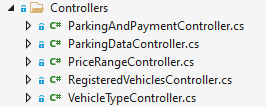 Controllers
C# ParkingAndPaymentController.cs
C# ParkingDataController.cs
C# PriceRangeController.cs
C# RegisteredVehiclesController.cs
C# VehicleTypeController.cs